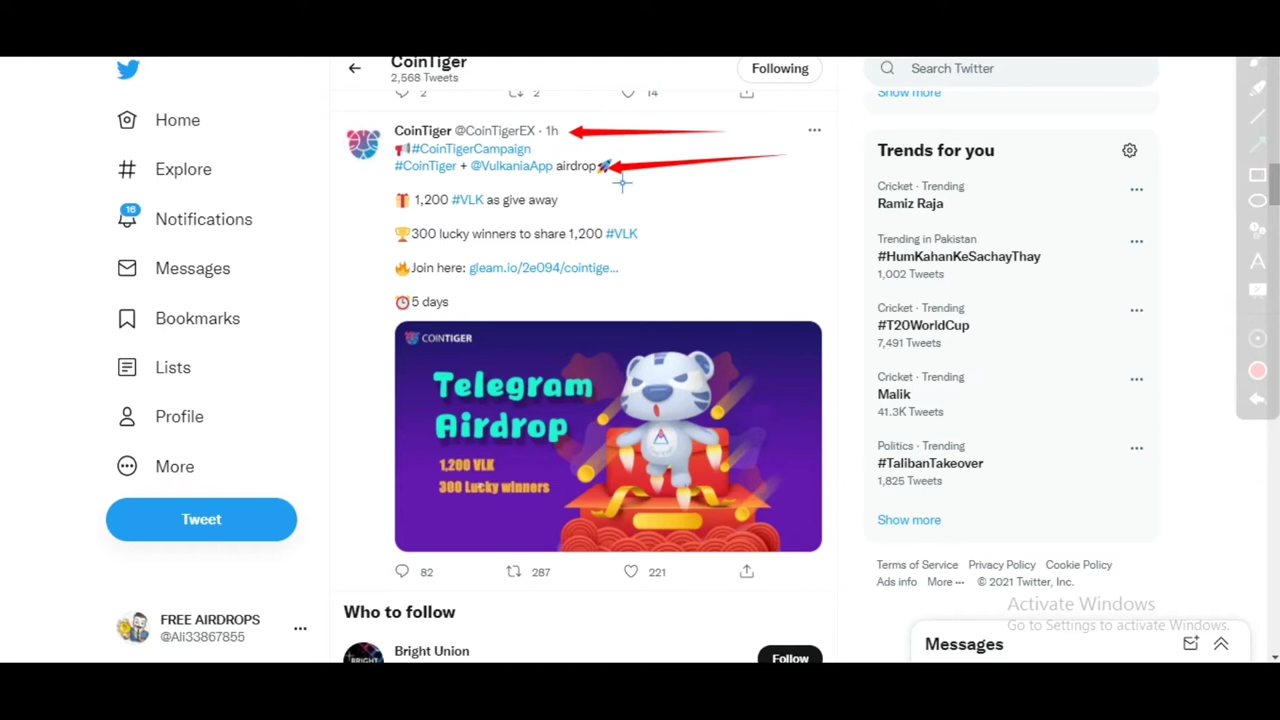 CoinTiger
2,568 Tweets
Following
Search Twitter
Home
Explore
16
Notifications
Messages
Bookmarks
Lists
Profile
More
Tweet
FREE AIRDROPS
@Ali33867855
2
2
14
CoinTiger @CoinTigerEX · 1h
#CoinTigerCampaign
#CoinTiger + @VulkaniaApp airdrop
1,200 #VLK as give away
300 lucky winners to share 1,200 #VLK
Join here: gleam.io/2e094/cointige...
5 days
COINTIGER
Telegram
Airdrop
1,200 VLK
300 Lucky winners
82
287
221
Who to follow
Bright Union
BRIGHT
Follow
Show more
Trends for you
Cricket · Trending
Ramiz Raja
Trending in Pakistan
#HumKahanKeSachayThay
1,002 Tweets
Cricket · Trending
#T20WorldCup
7,491 Tweets
Cricket · Trending
Malik
41.3K Tweets
Politics · Trending
#TalibanTakeover
1,825 Tweets
Show more
Terms of Service Privacy Policy Cookie Policy
Ads info More ··· © 2021 Twitter, Inc.
Activate Windows
Go to Settings to activate Windows.
Messages